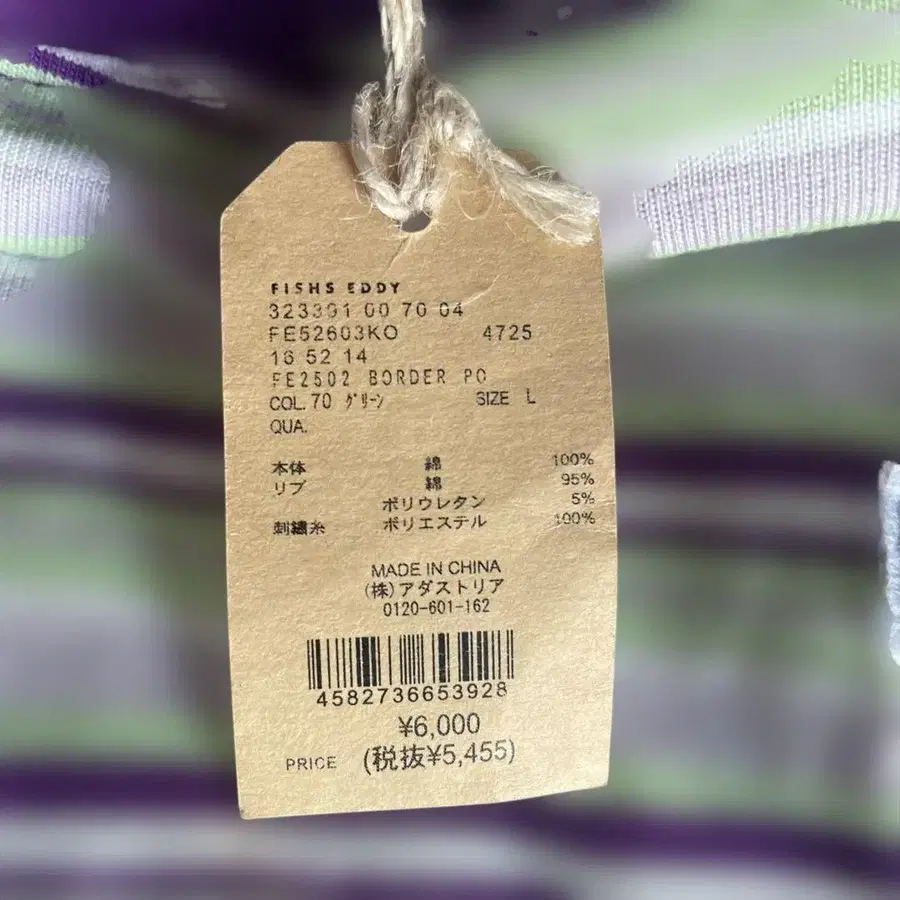 FISHS EDDY
323391 00 70 04
FE52603KO 4725
16 52 14
FE2502 BORDER PO
COL. 70 グリーン SIZE L
QUA.
本体 綿 100%
リブ 綿 95%
ポリウレタン 5%
刺繍糸 ポリエステル 100%
MADE IN CHINA
(株)アダストリア
0120-601-162
4582736653928
¥6,000
PRICE (税抜¥5,455)